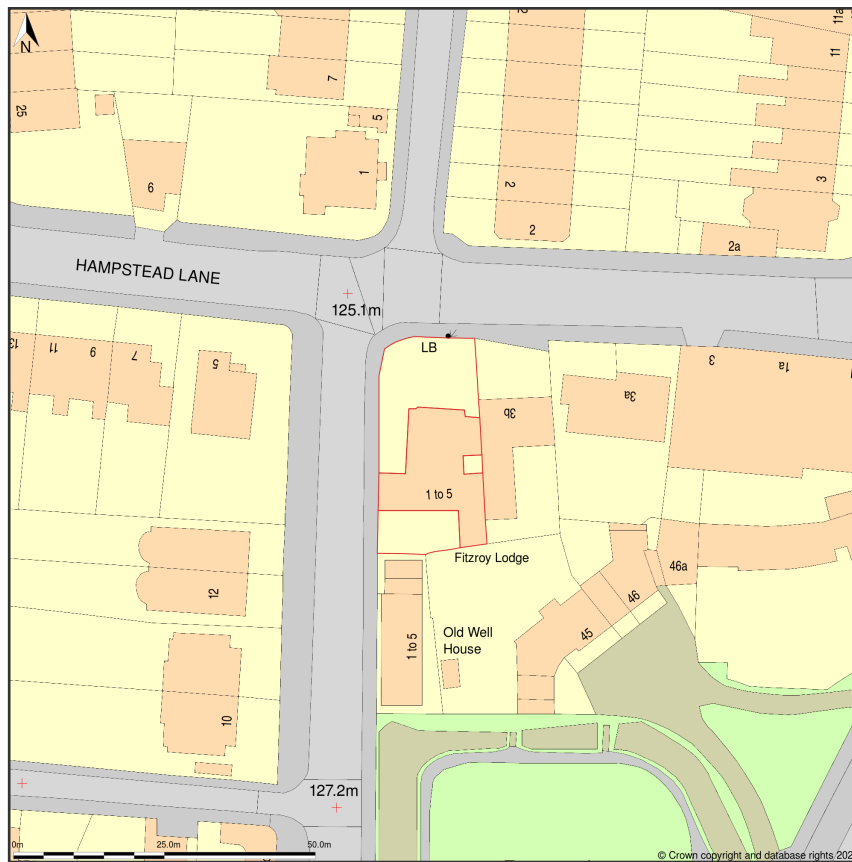 N
25
9
7
5
1
2
2
2a
3
11
11a
HAMPSTEAD LANE
125.1m
LB
13
11
9
7
5
3b
3a
3
1a
1 to 5
Fitzroy Lodge
46a
46
45
12
Old Well
House
1 to 5
10
127.2m
0m
25.0m
50.0m
© Crown copyright and database rights 202